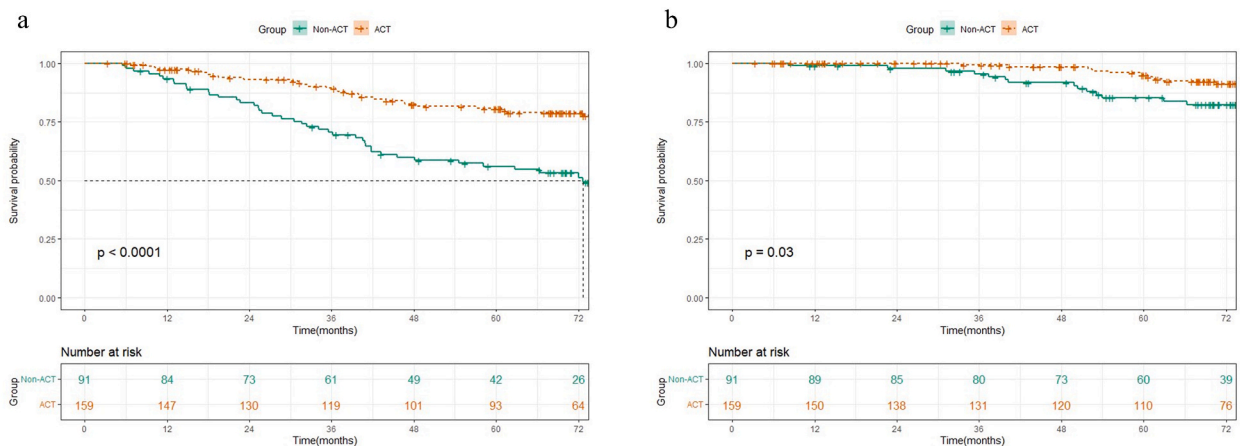 a
Group Non-ACT ACT
1.00
0.75
0.50
0.25
0.00
Survival probability
p < 0.0001
0 12 24 36 48 60 72
Time(months)
Number at risk
Group
Non-ACT 91 84 73 61 49 42 26
ACT 159 147 130 119 101 93 64
0 12 24 36 48 60 72
Time(months)
b
Group Non-ACT ACT
1.00
0.75
0.50
0.25
0.00
Survival probability
p = 0.03
0 12 24 36 48 60 72
Time(months)
Number at risk
Group
Non-ACT 91 89 85 80 73 60 39
ACT 159 150 138 131 120 110 76
0 12 24 36 48 60 72
Time(months)